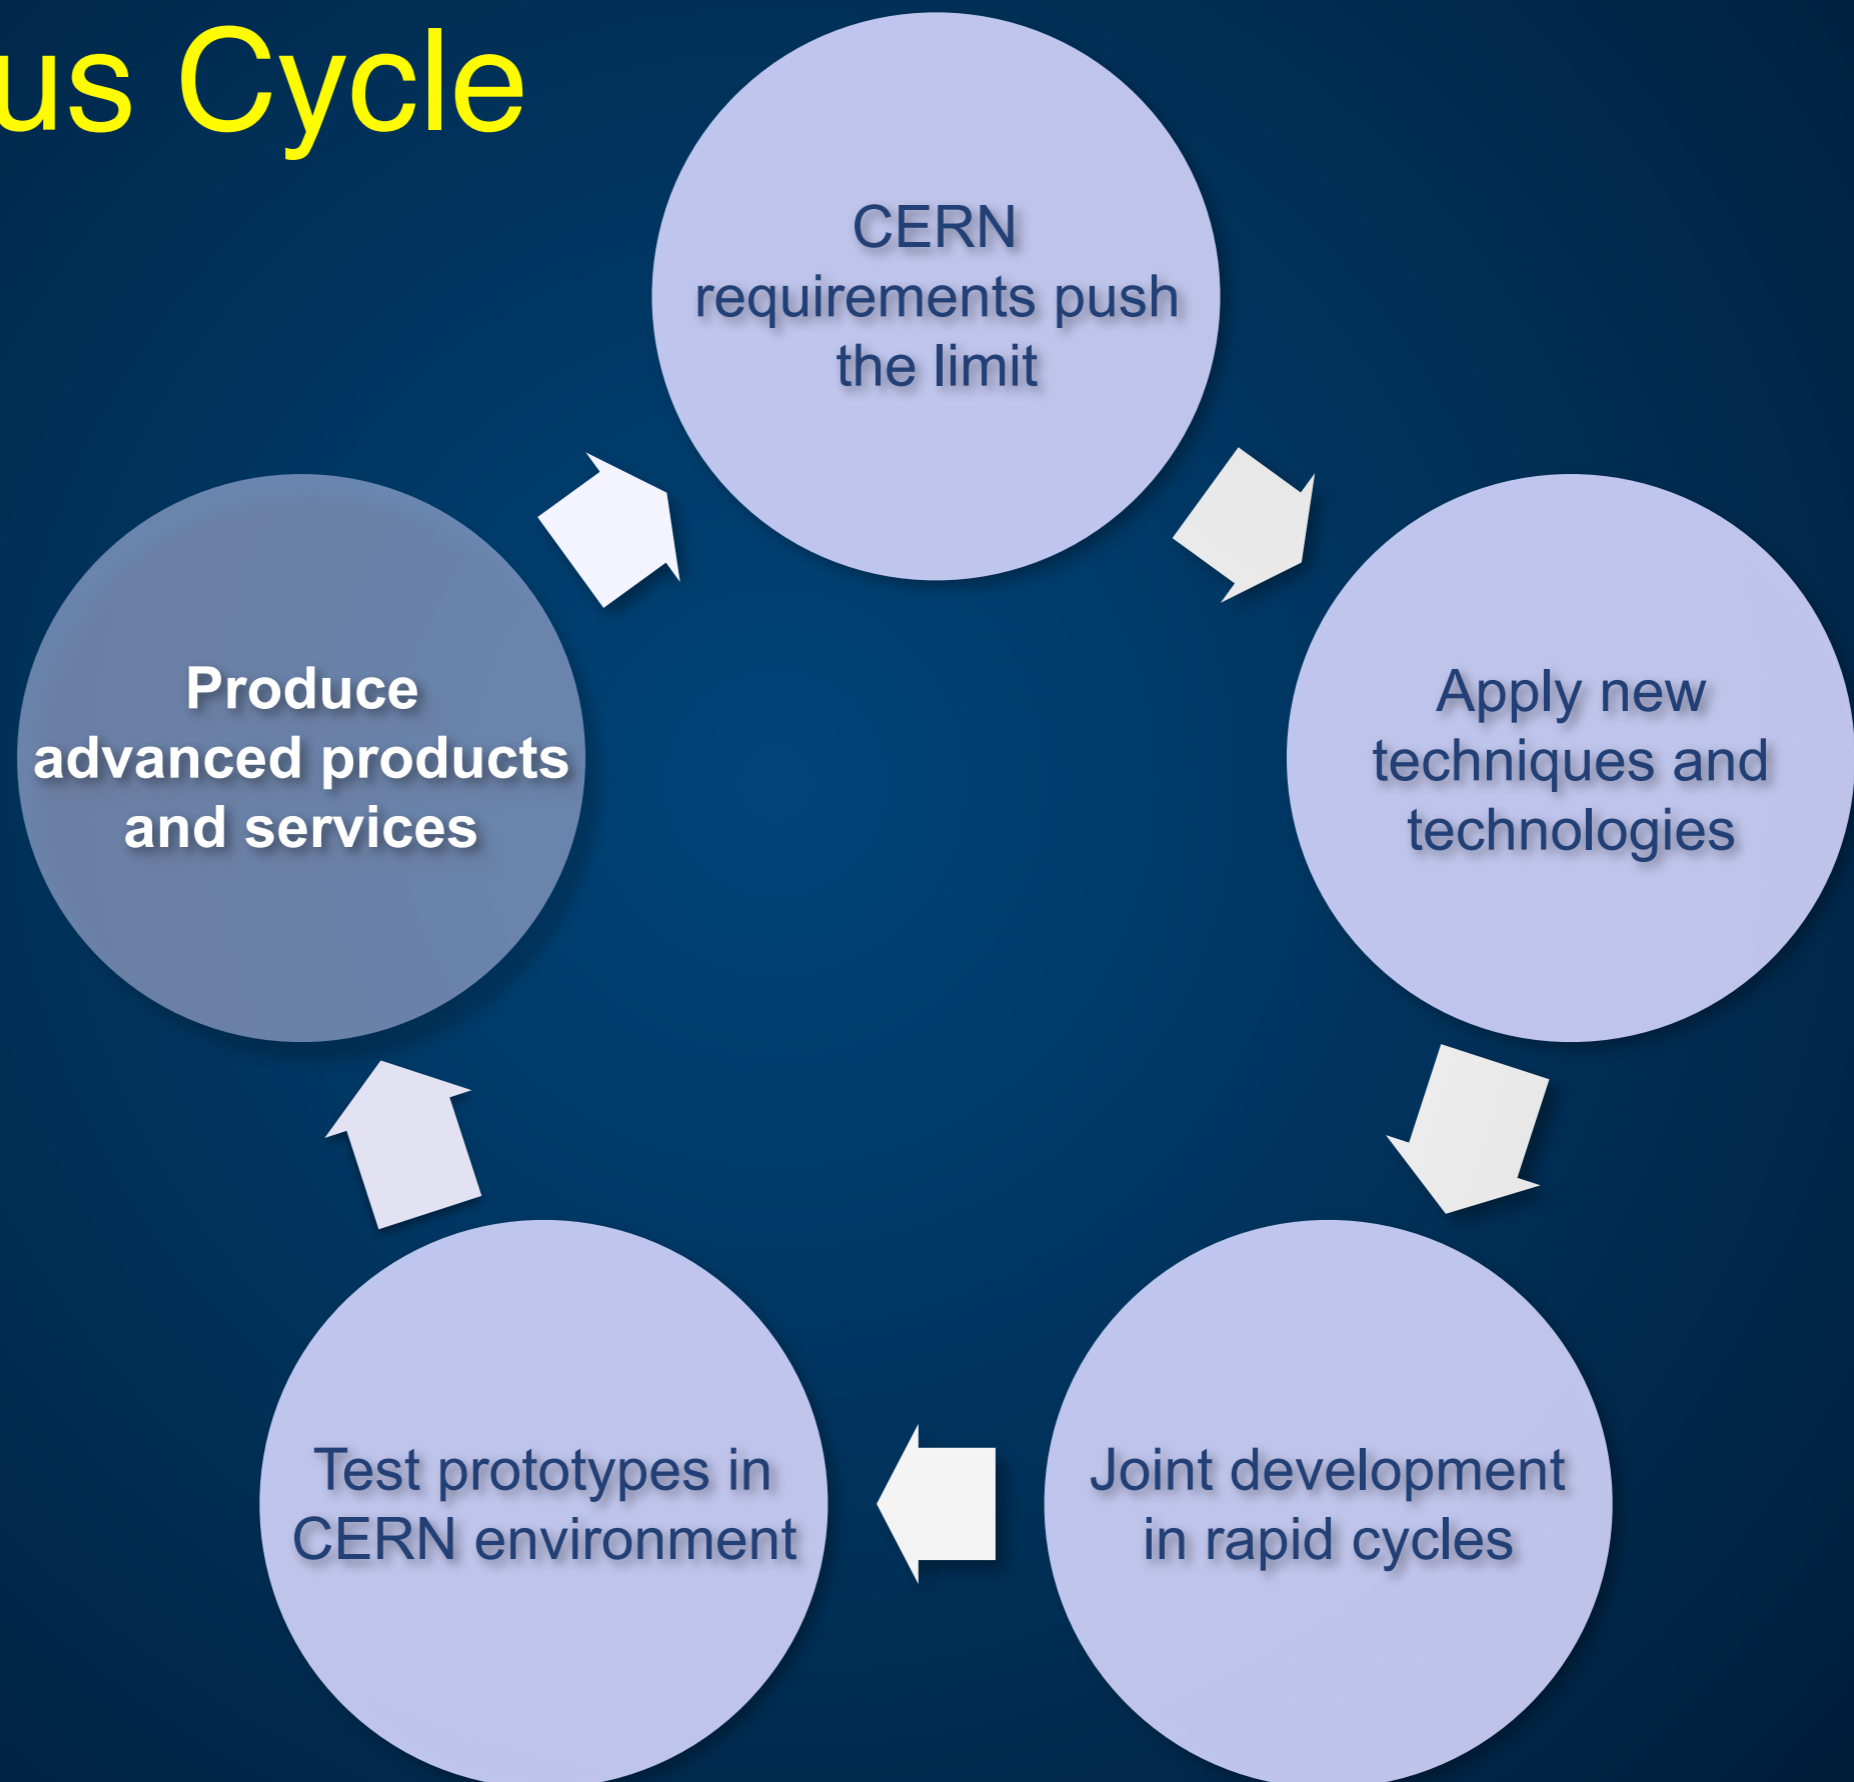 us Cycle
CERN
requirements push
the limit
Apply new
techniques and
technologies
Joint development
in rapid cycles
Test prototypes in
CERN environment
Produce
advanced products
and services